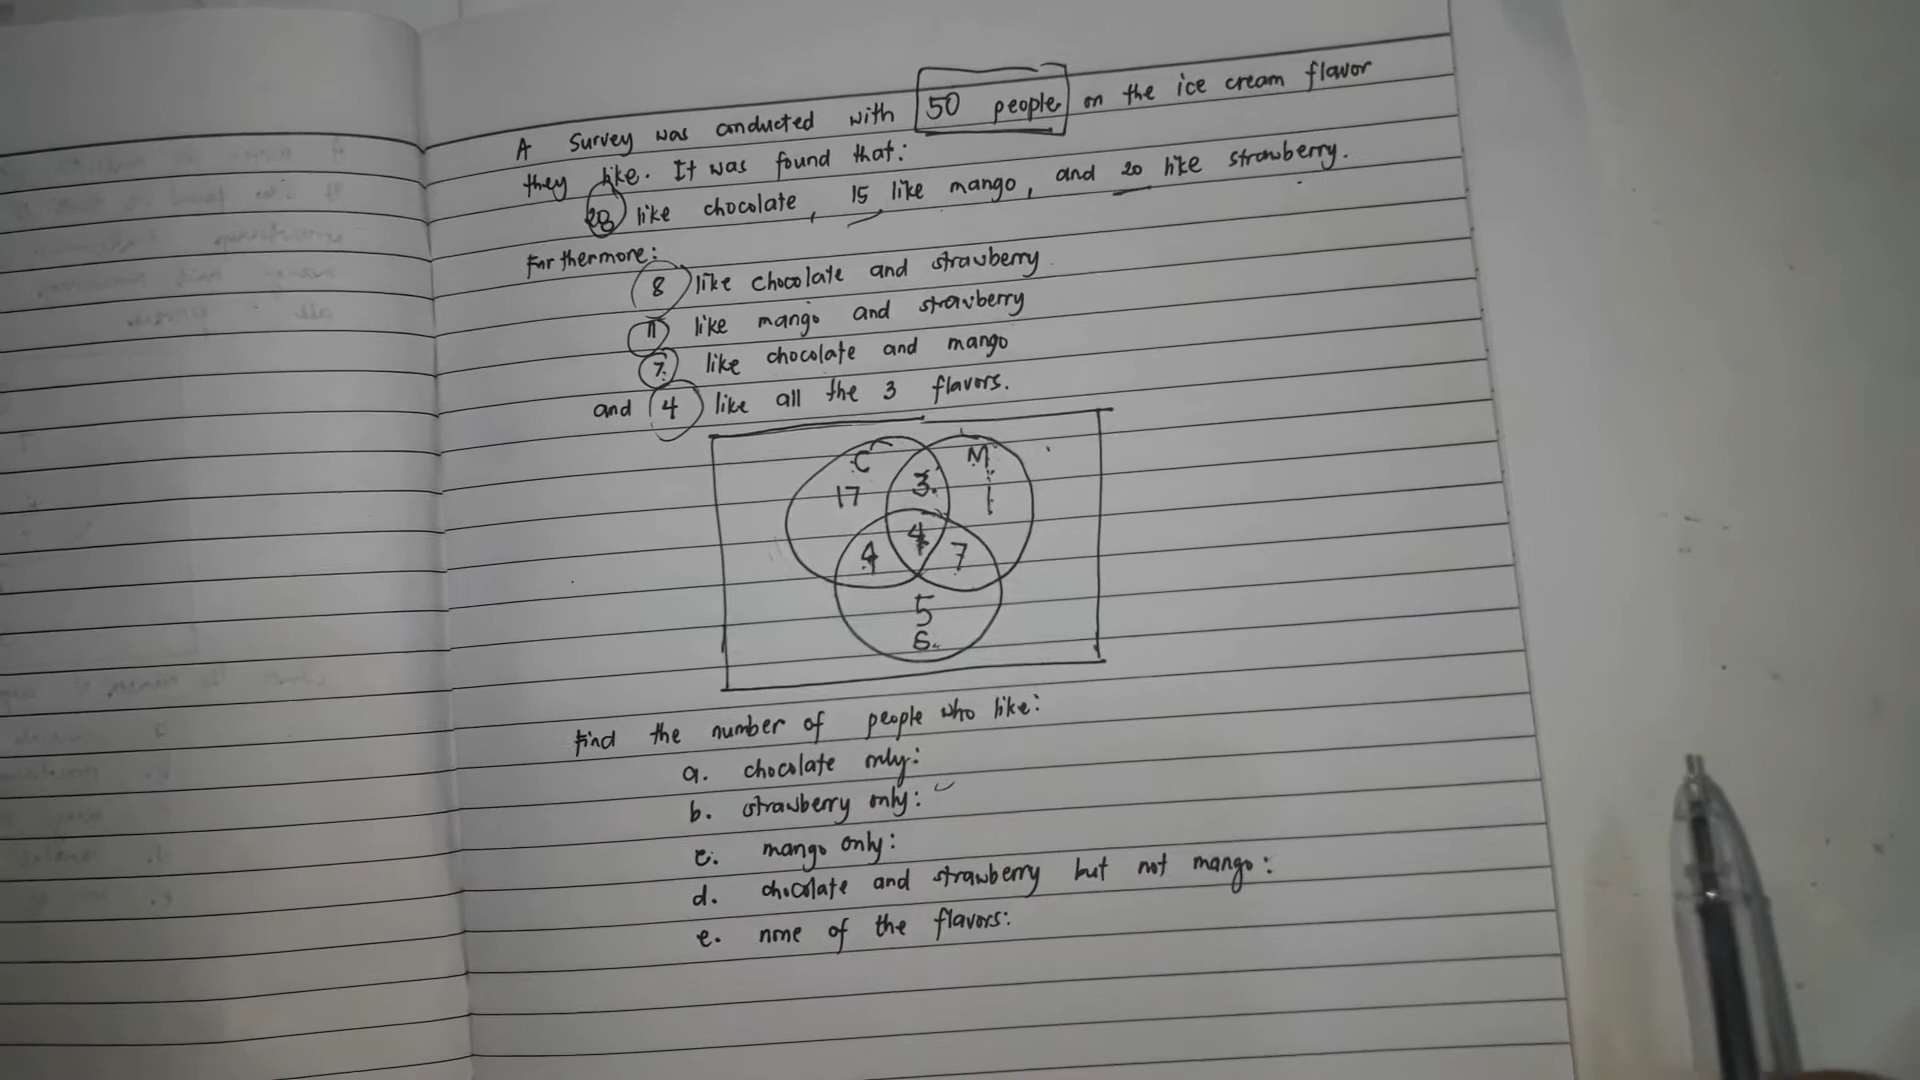 A survey was conducted with 50 people on the ice cream flavor
they like. It was found that:
28 like chocolate, 15 like mango, and 20 like strawberry.
Furthermore:
8 like chocolate and strawberry
11 like mango and strawberry
7 like chocolate and mango
and 4 like all the 3 flavors.
C M
17 3 1
4 4 7
5
S
Find the number of people who like:
a. chocolate only:
b. strawberry only:
c. mango only:
d. chocolate and strawberry but not mango:
e. none of the flavors: